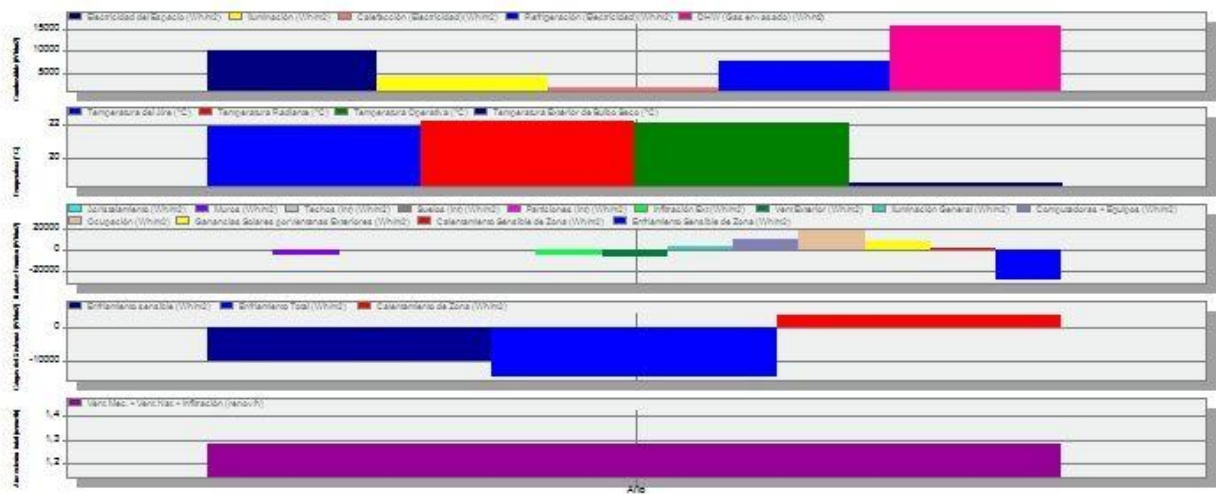 Electricidad del Espacio (Wh/m2) Iluminación (Wh/m2) Calefacción (Electricidad) (Wh/m2) Refrigeración (Electricidad) (Wh/m2) DHW (Gas envasado) (Wh/m2)
15000
10000
5000
Temperatura del Aire (°C) Temperatura Radiante (°C) Temperatura Operativa (°C) Temperatura Exterior de Bulbo Seco (°C)
22
20
Acristalamiento (Wh/m2) Muros (Wh/m2) Techos (Int) (Wh/m2) Suelos (Int) (Wh/m2) Particiones (Int) (Wh/m2) Infiltración Ext (Wh/m2) Vent Exterior (Wh/m2) Iluminación General (Wh/m2) Computadoras + Equipos (Wh/m2)
Ocupación (Wh/m2) Ganancias Solares por Ventanas Exteriores (Wh/m2) Calentamiento Sensible de Zona (Wh/m2) Enfriamiento Sensible de Zona (Wh/m2)
20000
0
-20000
Enfriamiento sensible (Wh/m2) Enfriamiento Total (Wh/m2) Calentamiento de Zona (Wh/m2)
0
-10000
Vent Mec. + Vent Nat + Infiltración (renov/h)
1,4
1,3
1,2
Año